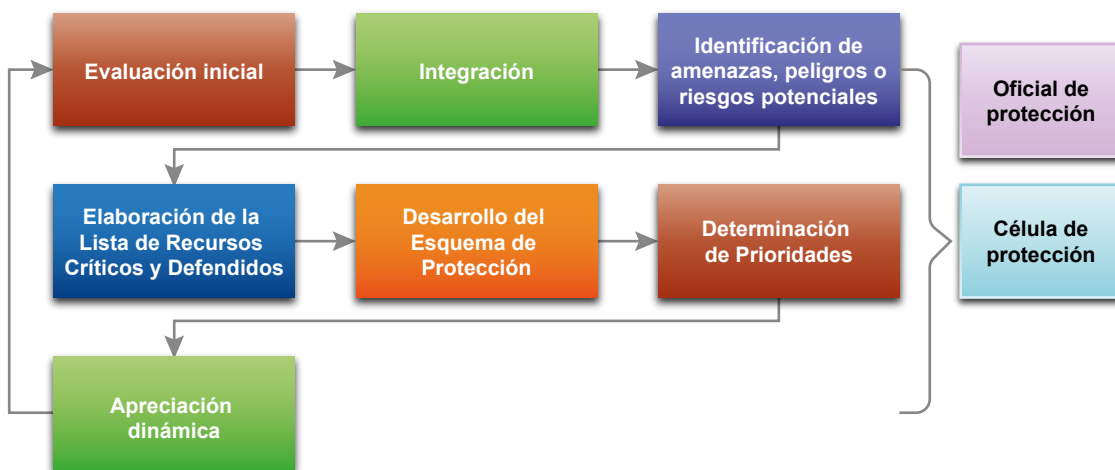 Evaluación inicial
Integración
Identificación de
amenazas, peligros o
riesgos potenciales
Oficial de
protección
Elaboración de la
Lista de Recursos
Críticos y Defendidos
Desarrollo del
Esquema de
Protección
Determinación
de Prioridades
Célula de
protección
Apreciación
dinámica